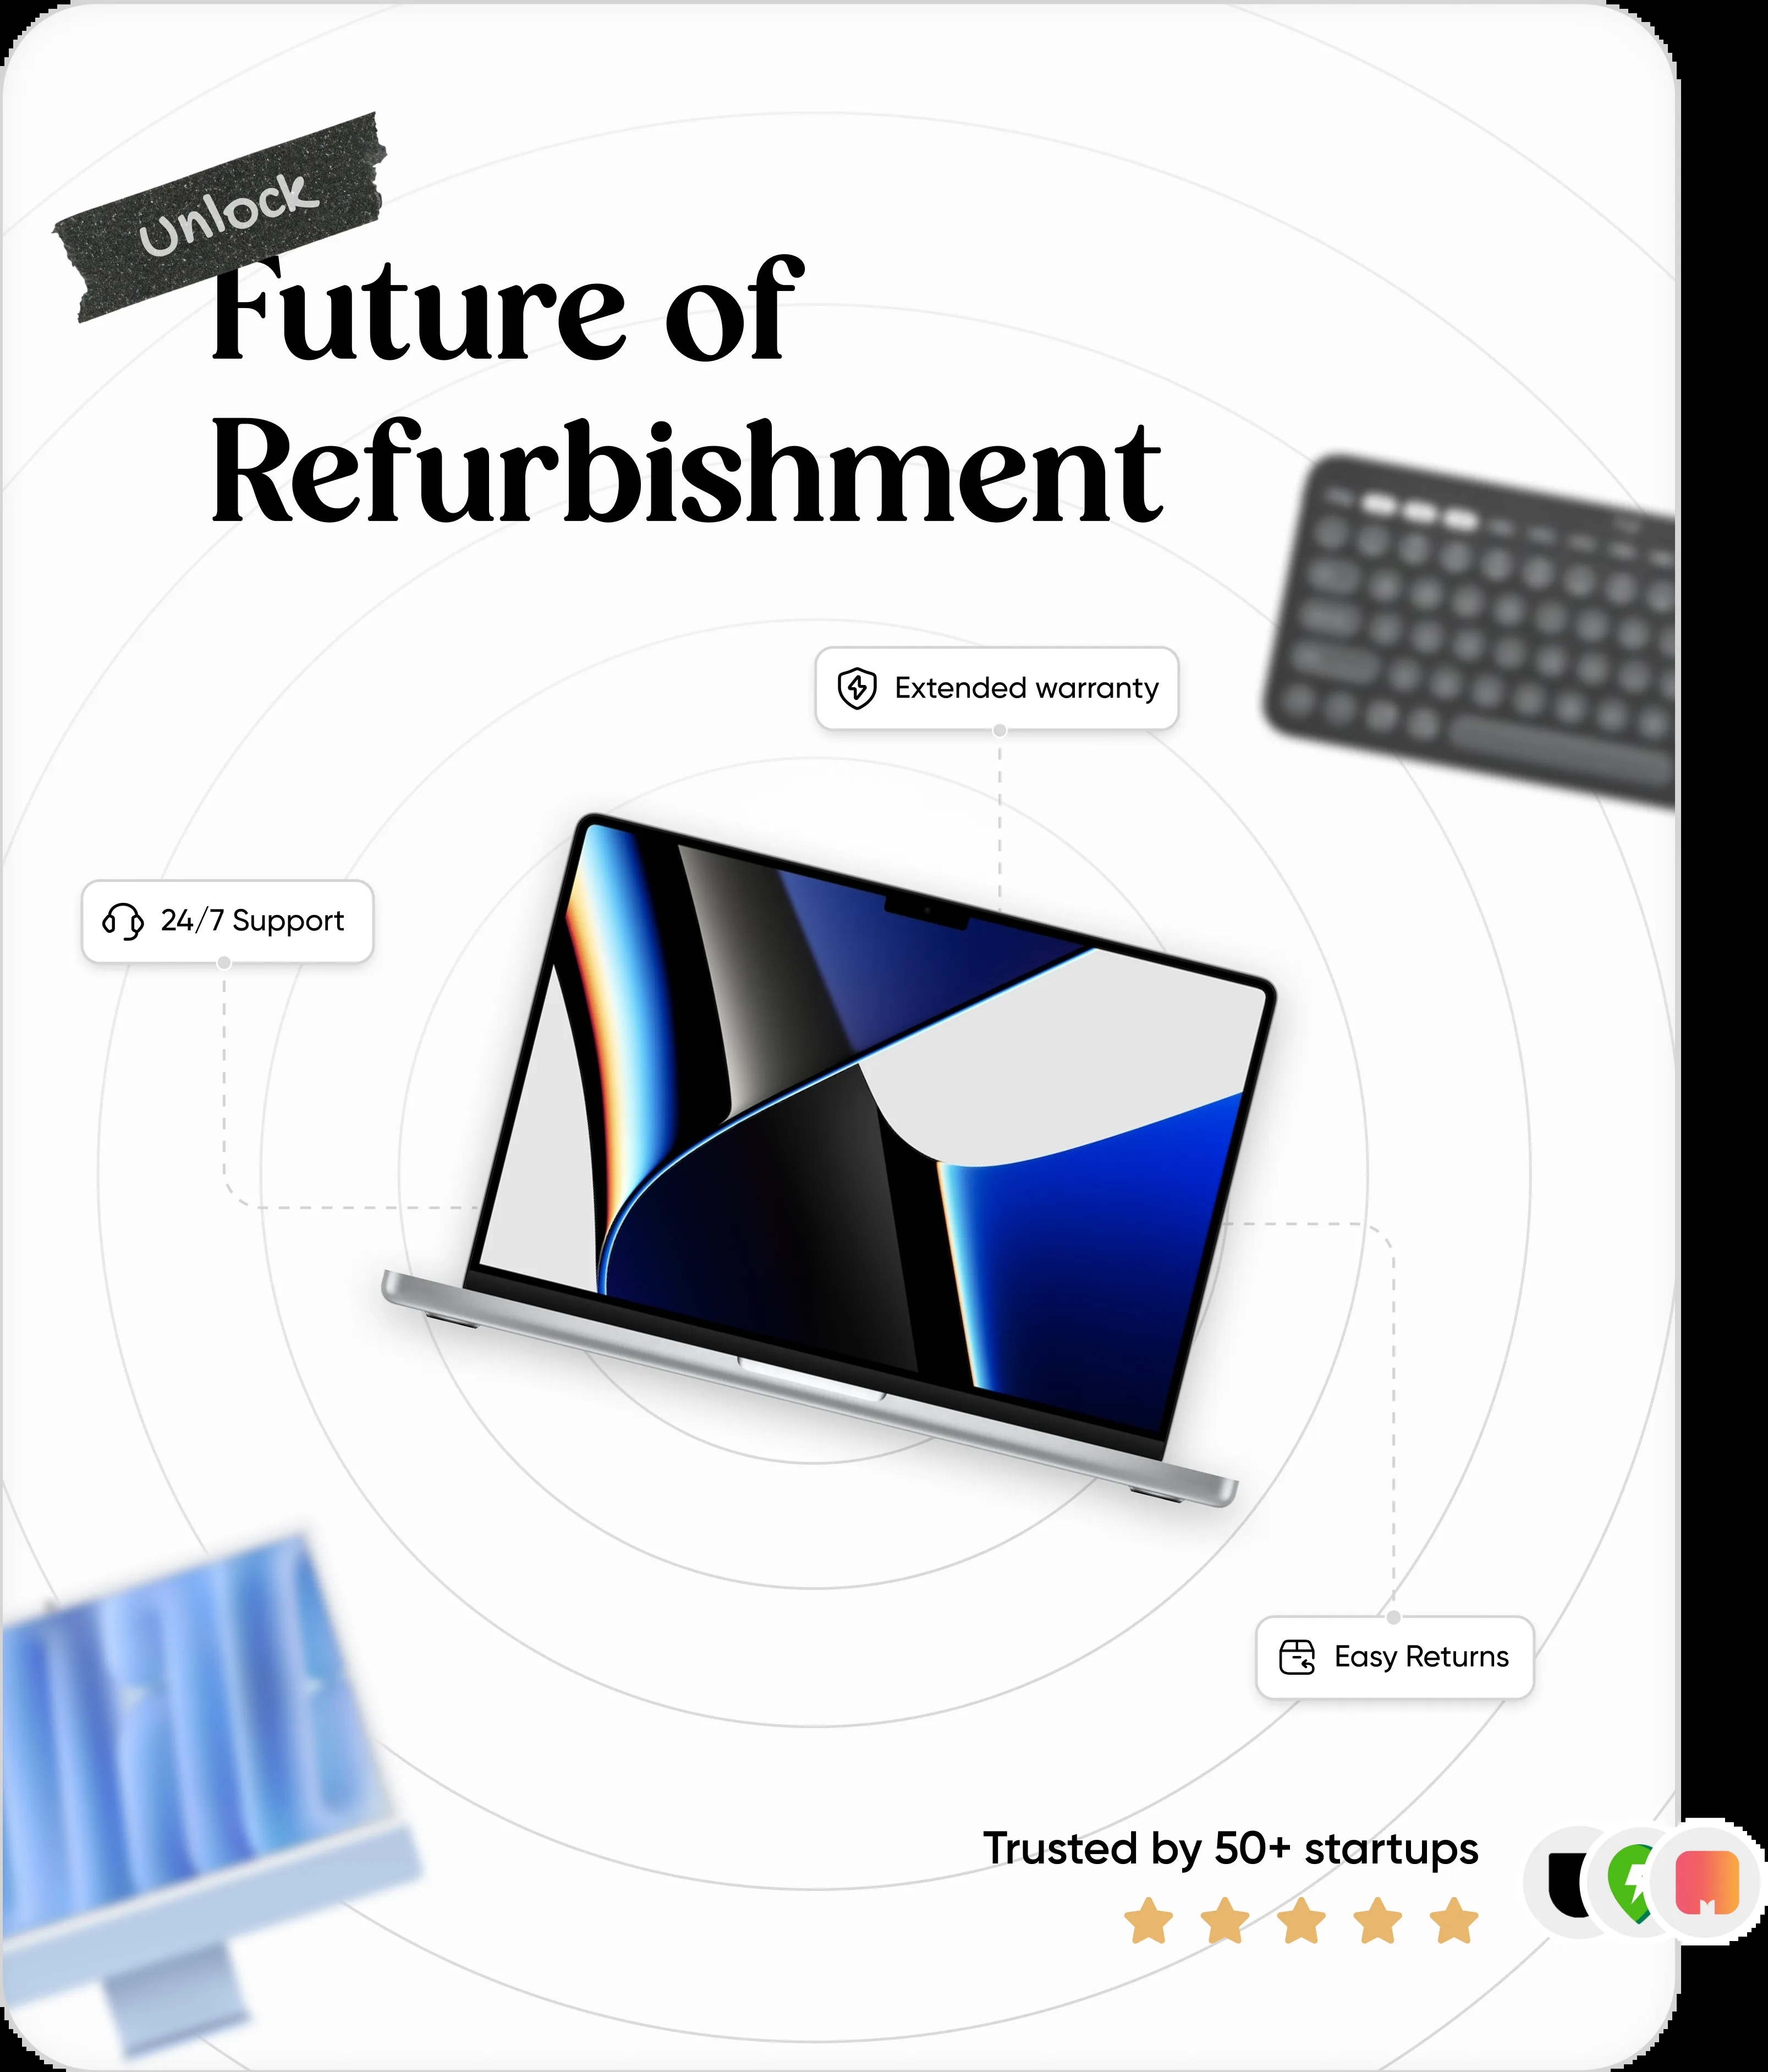 Unlock
Future of
Refurbishment
Extended warranty
24/7 Support
Easy Returns
Trusted by 50+ startups